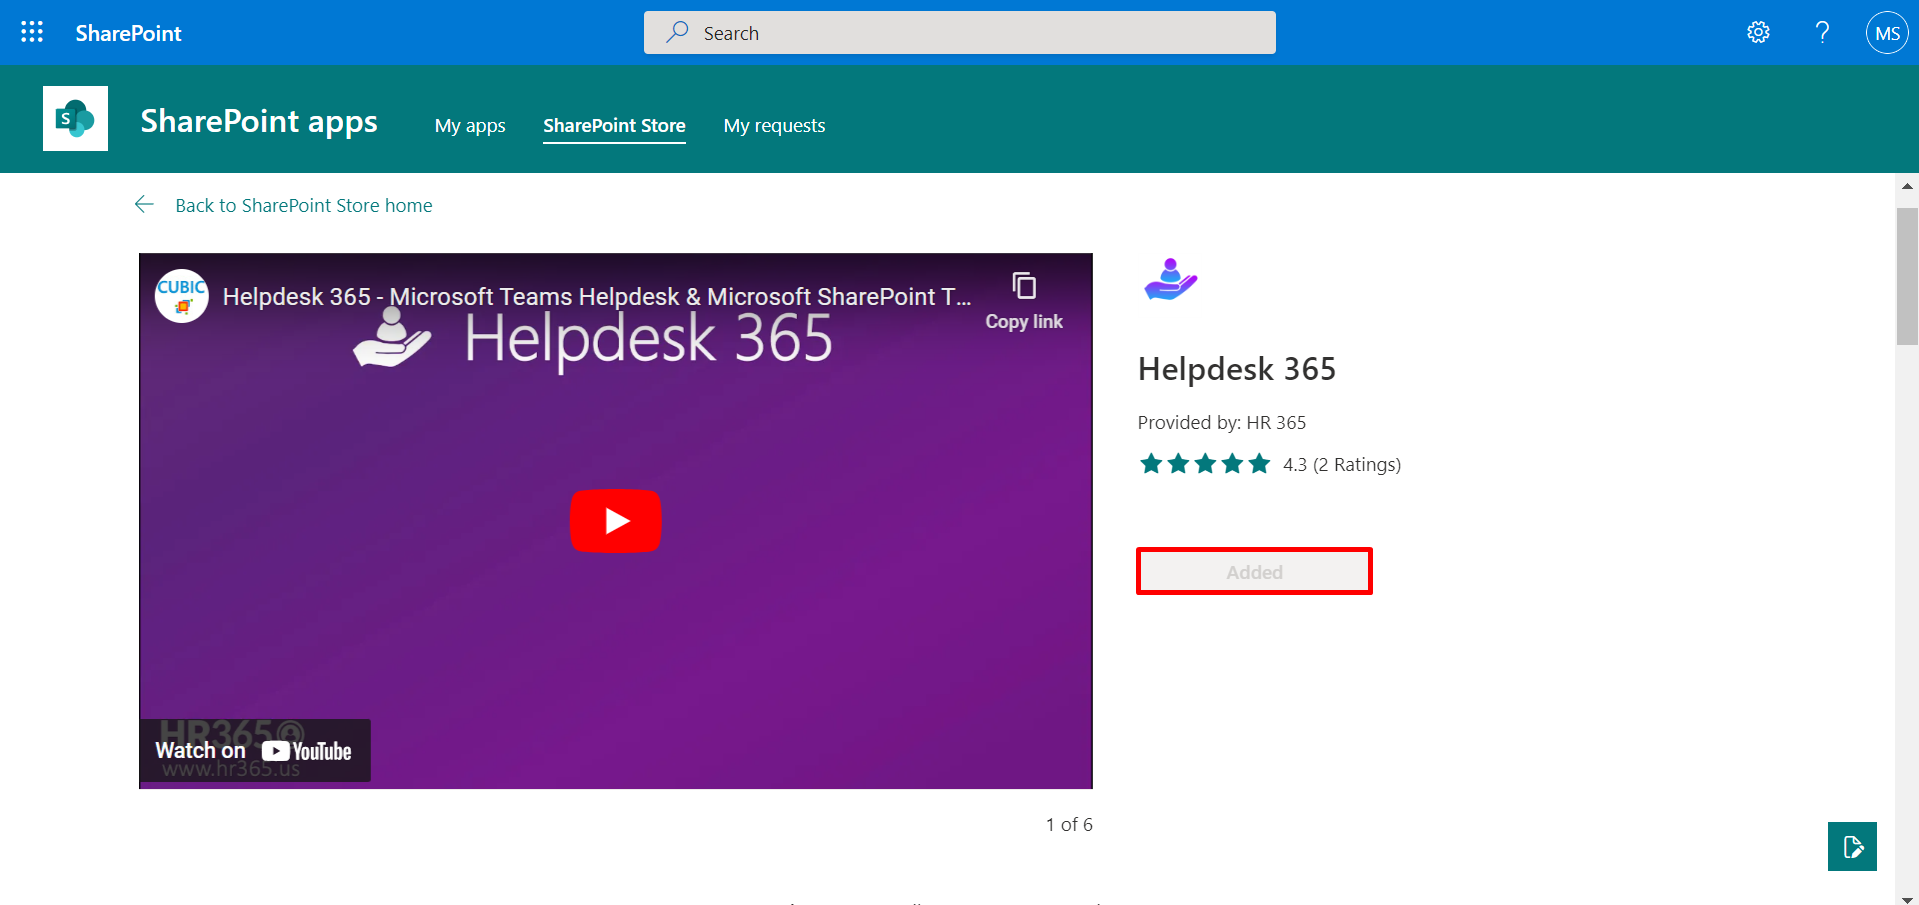 SharePoint
Search
?
MS
S
SharePoint apps
My apps
SharePoint Store
My requests
Back to SharePoint Store home
CUBIC
Helpdesk 365 - Microsoft Teams Helpdesk & Microsoft SharePoint T...
Copy link
Helpdesk 365
HR365
Watch on YouTube
www.hr365.us
1 of 6
Helpdesk 365
Provided by: HR 365
4.3 (2 Ratings)
Added